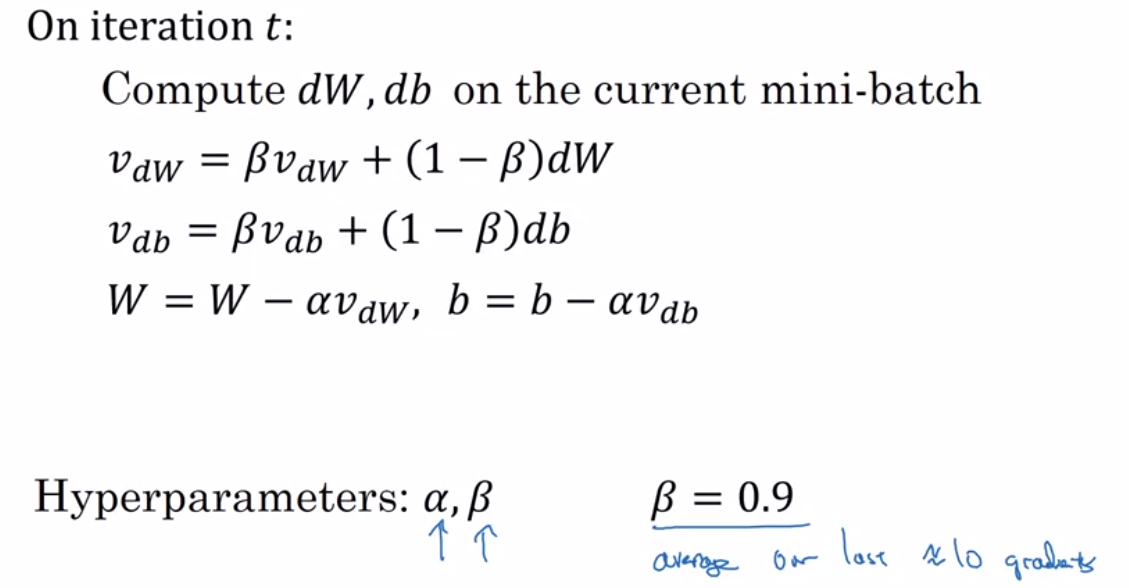 On iteration t:
Compute dW, db on the current mini-batch
v_dW = βv_dW + (1 − β)dW
v_db = βv_db + (1 − β)db
W = W − αv_dW, b = b − αv_db
Hyperparameters: α, β β = 0.9
average over last ≈10 gradients